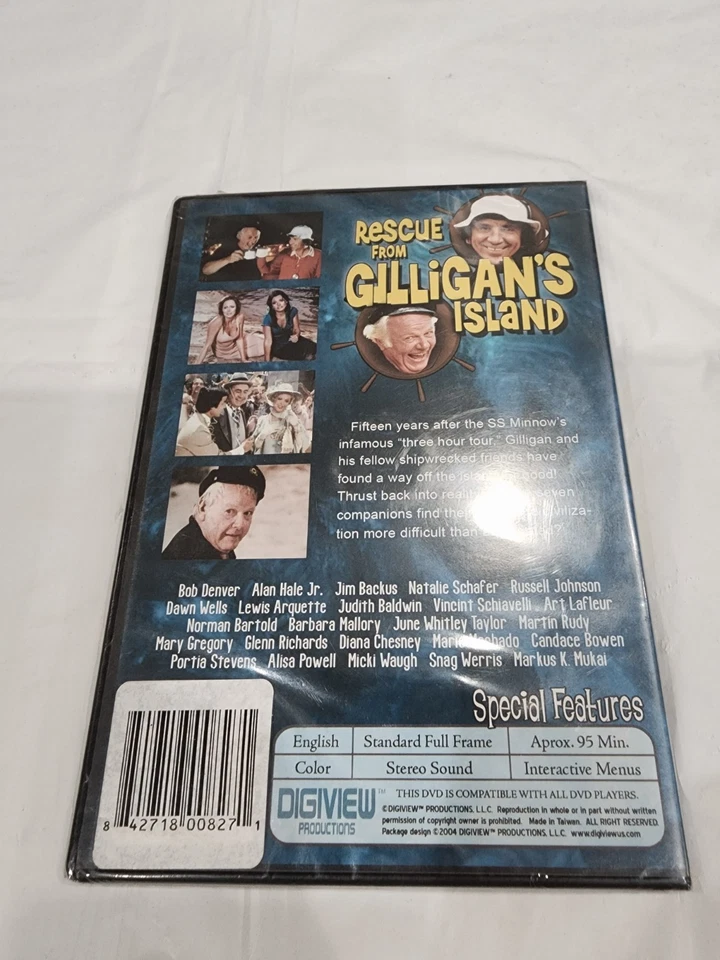 RESCUE
FROM
GILLIGAN'S
ISLAND
Fifteen years after the SS Minnow's
infamous "three hour tour," Gilligan and
his fellow shipwrecked friends have
found a way off the
Thrust back into
companions find
tion more difficult than
Bob Denver Alan Hale Jr. Jim Backus Natalie Schafer Russell Johnson
Dawn Wells Lewis Arquette Judith Baldwin Vincint Schiavelli Art Lafleur
Norman Bartold Barbara Mallory June Whitley Taylor Martin Rudy
Mary Gregory Glenn Richards Diana Chesney Candace Bowen
Portia Stevens Alisa Powell Micki Waugh Snag Werris Markus K. Mukai
Special Features
English Standard Full Frame Aprox. 95 Min.
Color Stereo Sound Interactive Menus
DIGIVIEW™
PRODUCTIONS
THIS DVD IS COMPATIBLE WITH ALL DVD PLAYERS.
©DIGIVIEW™ PRODUCTIONS, L.L.C. Reproduction in whole or in part without written
permission of copyright owner is prohibited. Made in Taiwan. ALL RIGHT RESERVED.
Package design © 2004 DIGIVIEW™ PRODUCTIONS, L.L.C. www.digiviewus.com
8 42718 00827 1